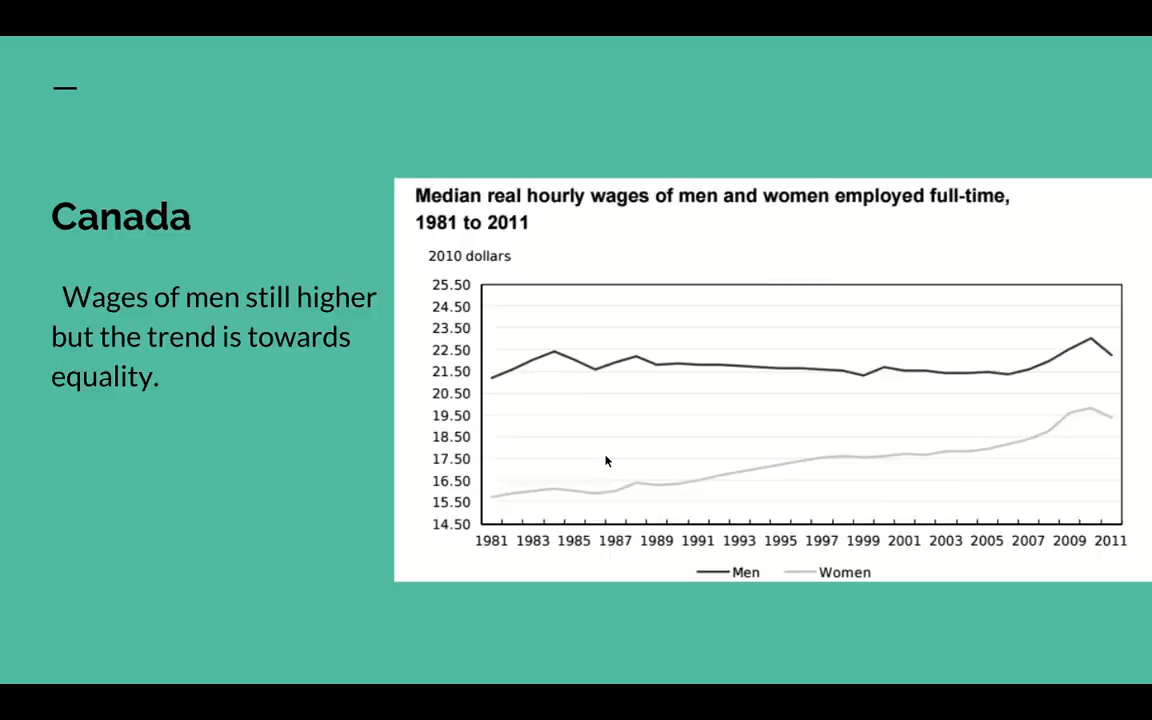 Canada
Wages of men still higher
but the trend is towards
equality.
Median real hourly wages of men and women employed full-time,
1981 to 2011
2010 dollars
25.50
24.50
23.50
22.50
21.50
20.50
19.50
18.50
17.50
16.50
15.50
14.50
1981 1983 1985 1987 1989 1991 1993 1995 1997 1999 2001 2003 2005 2007 2009 2011
Men Women